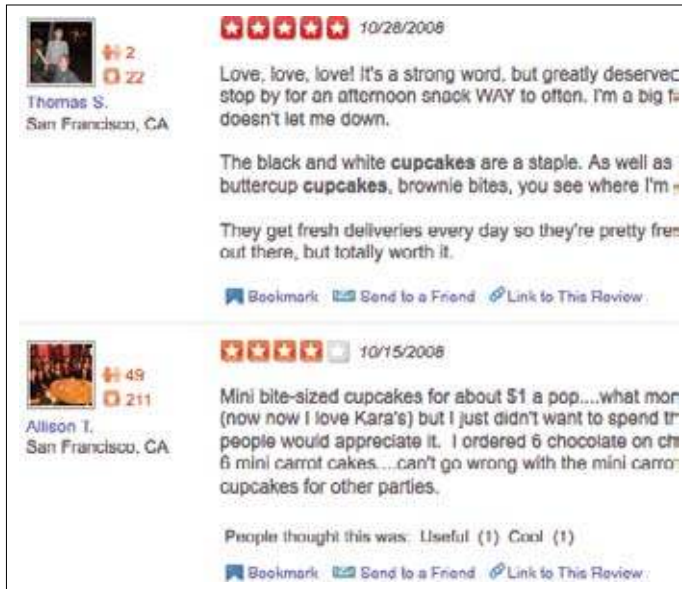 10/28/2008
2
22
Thomas S.
San Francisco, CA
Love, love, love! It's a strong word, but greatly deserved
stop by for an afternoon snack WAY to often. I'm a big
doesn't let me down.
The black and white cupcakes are a staple. As well as
buttercup cupcakes, brownie bites, you see where I'm
They get fresh deliveries every day so they're pretty
out there, but totally worth it.
Bookmark Send to a Friend Link to This Review
10/15/2008
49
211
Allison T.
San Francisco, CA
Mini bite-sized cupcakes for about $1 a pop....what
(now now I love Kara's) but I just didn't want to spend
people would appreciate it. I ordered 6 chocolate on
6 mini carrot cakes....can't go wrong with the mini
cupcakes for other parties.
People thought this was: Useful (1) Cool (1)
Bookmark Send to a Friend Link to This Review